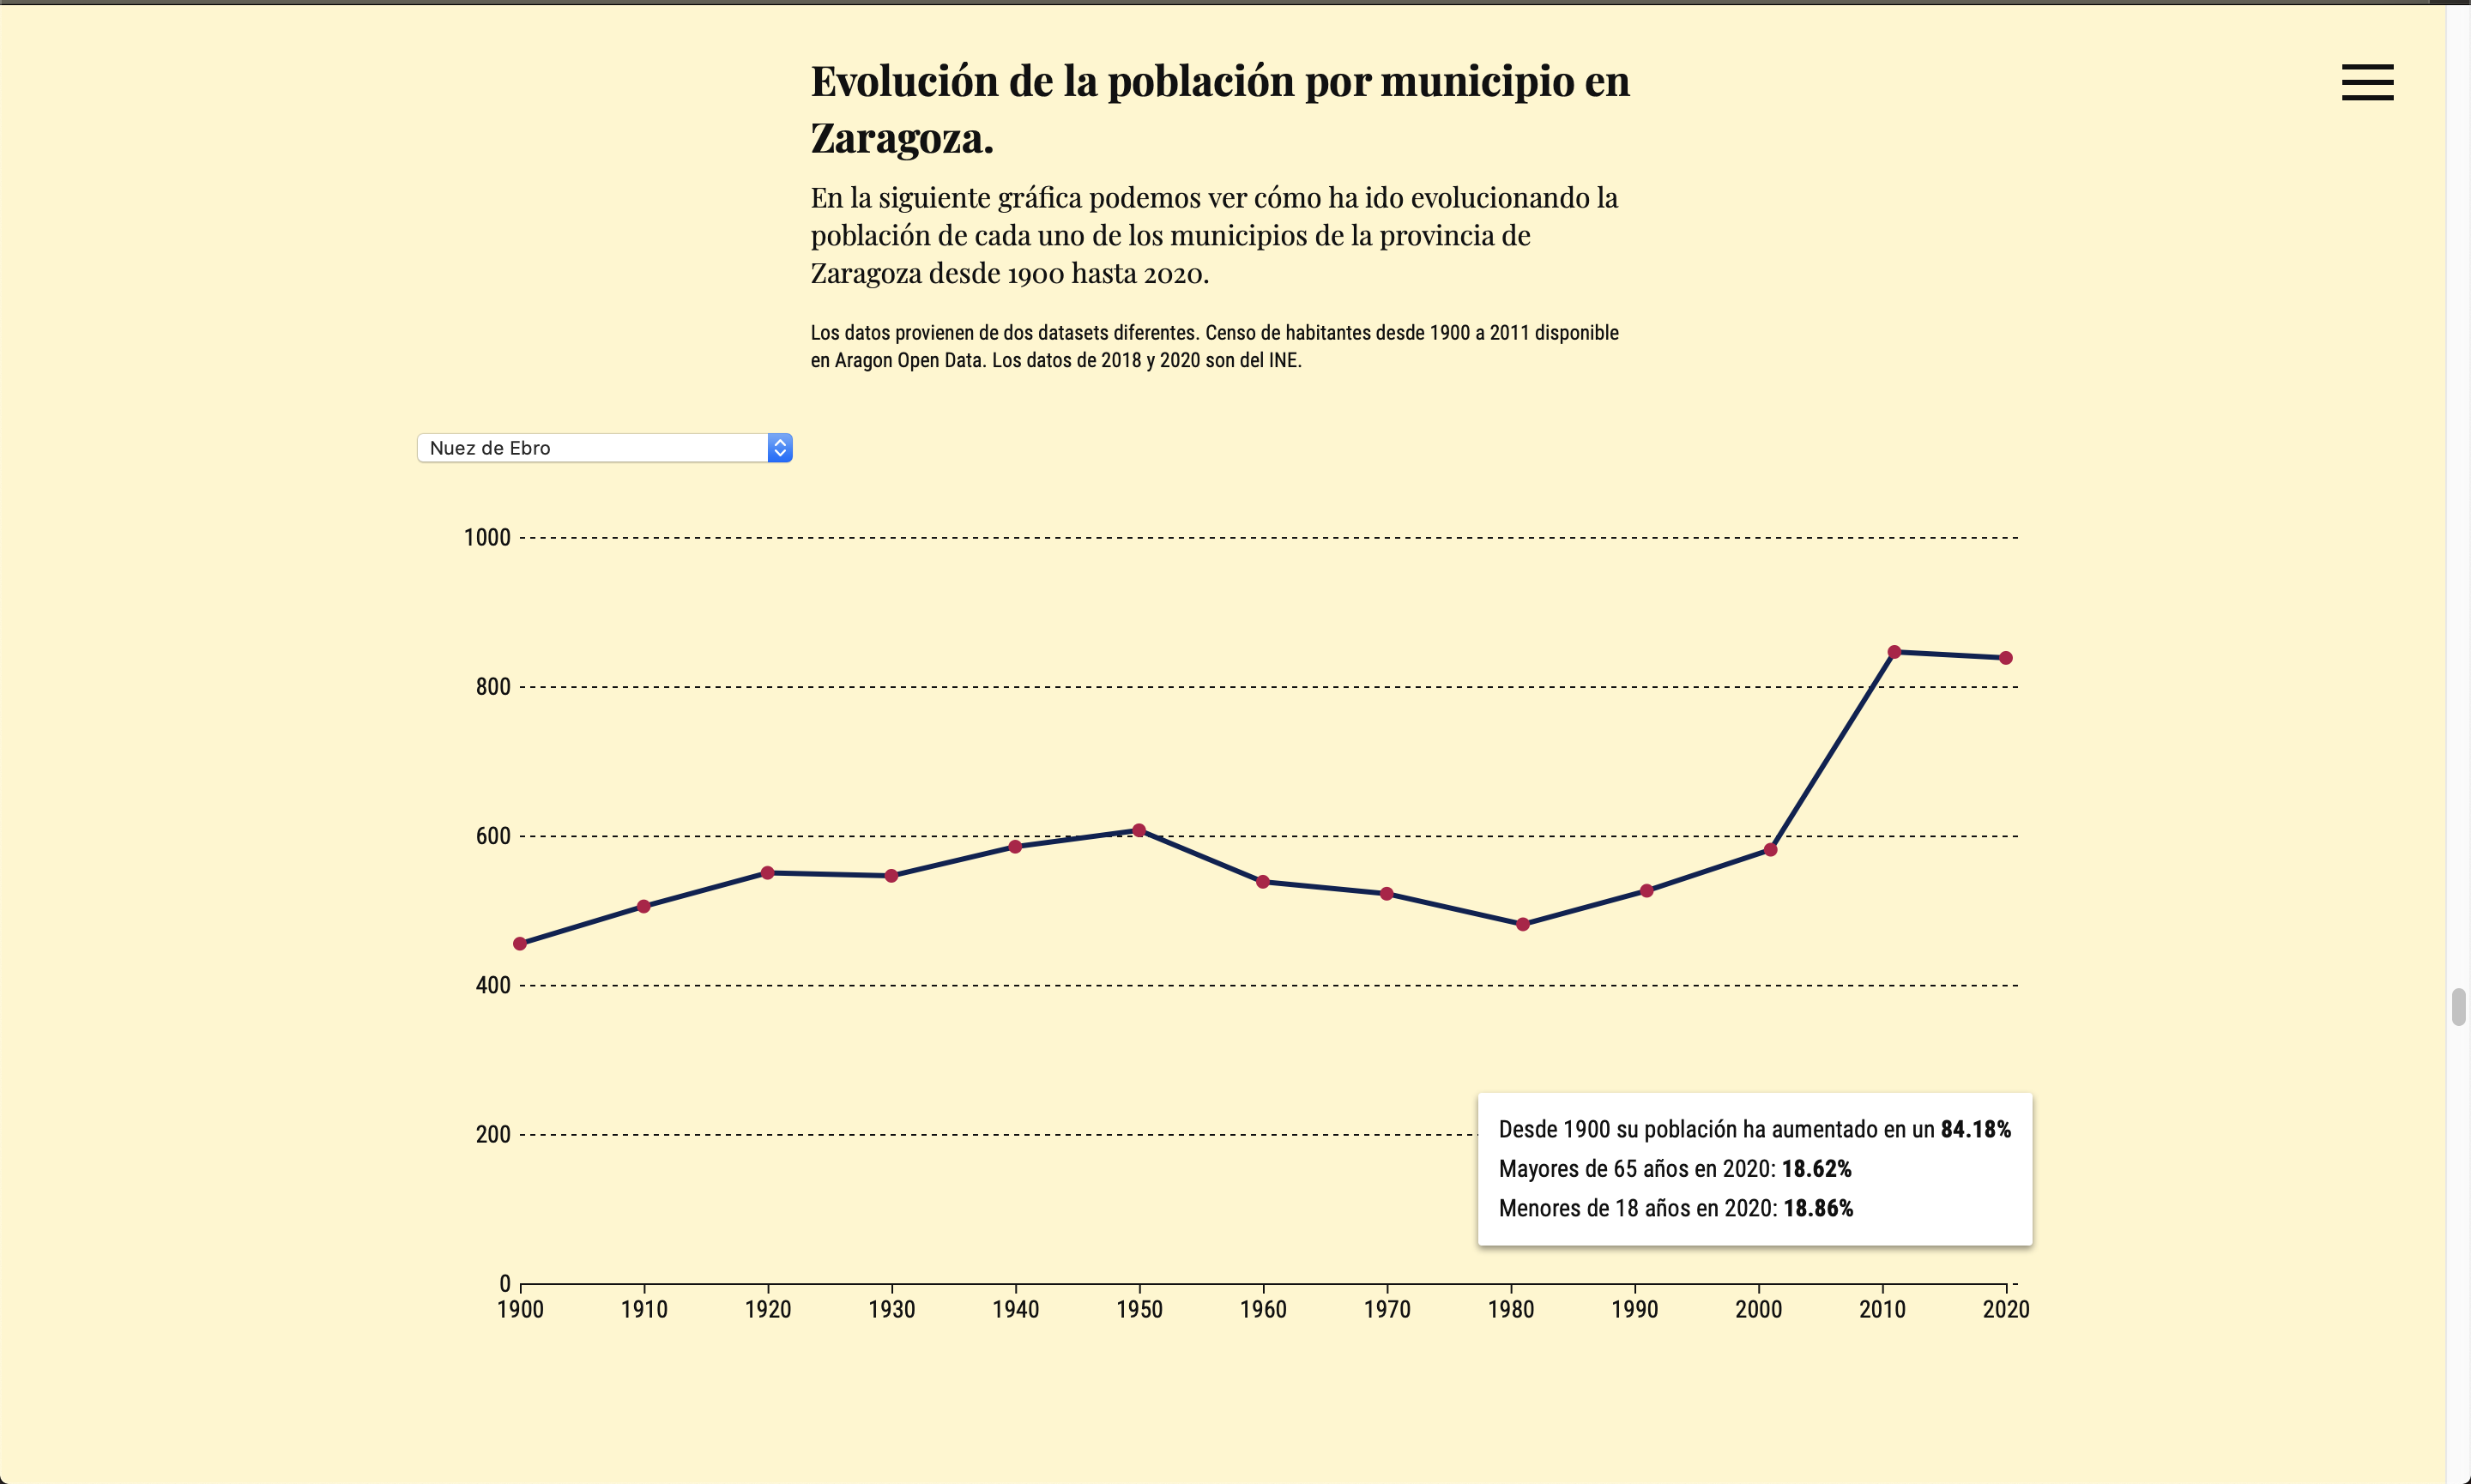 Evolución de la población por municipio en
Zaragoza.
En la siguiente gráfica podemos ver cómo ha ido evolucionando la
población de cada uno de los municipios de la provincia de
Zaragoza desde 1900 hasta 2020.
Los datos provienen de dos datasets diferentes. Censo de habitantes desde 1900 a 2011 disponible
en Aragon Open Data. Los datos de 2018 y 2020 son del INE.
Nuez de Ebro
1000
800
600
400
200
0
Desde 1900 su población ha aumentado en un 84.18%
Mayores de 65 años en 2020: 18.62%
Menores de 18 años en 2020: 18.86%
1900 1910 1920 1930 1940 1950 1960 1970 1980 1990 2000 2010 2020